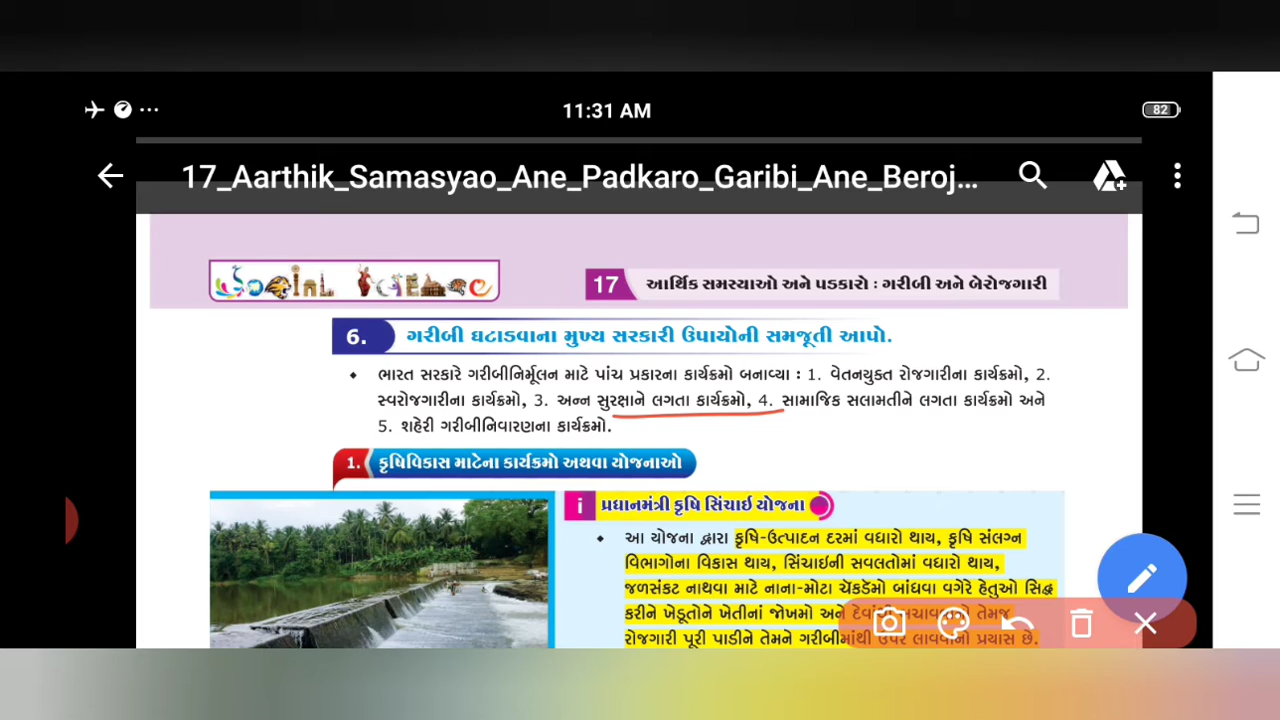 11:31 AM
82
17_Aarthik_Samasyao_Ane_Padkaro_Garibi_Ane_Beroj...
Social Science
17 આર્થિક સમસ્યાઓ અને પડકારો : ગરીબી અને બેરોજગારી
6. ગરીબી ઘટાડવાના મુખ્ય સરકારી ઉપાયોની સમજૂતી આપો.
ભારત સરકારે ગરીબીનિર્મૂલન માટે પાંચ પ્રકારના કાર્યક્રમો બનાવ્યા : 1. વેતનયુક્ત રોજગારીના કાર્યક્રમો, 2.
સ્વરોજગારીના કાર્યક્રમો, 3. અન્ન સુરક્ષાને લગતા કાર્યક્રમો, 4. સામાજિક સલામતીને લગતા કાર્યક્રમો અને
5. શહેરી ગરીબીનિવારણના કાર્યક્રમો.
1. કૃષિવિકાસ માટેના કાર્યક્રમો અથવા યોજનાઓ
i પ્રધાનમંત્રી કૃષિ સિંચાઇ યોજના
આ યોજના દ્વારા કૃષિ-ઉત્પાદન દરમાં વધારો થાય, કૃષિ સંલગ્ન
વિભાગોના વિકાસ થાય, સિંચાઇની સવલતોમાં વધારો થાય,
જળસંકટ નાથવા માટે નાના-મોટા ચૅકડૅમો બાંધવા વગેરે હેતુઓ સિદ્ધ
કરીને ખેડૂતોને ખેતીનાં જોખમો અને તેમજ
રોજગારી પૂરી પાડીને તેમને ગરીબીમાંથી ઉપર લાવવાનો પ્રયાસ છે.